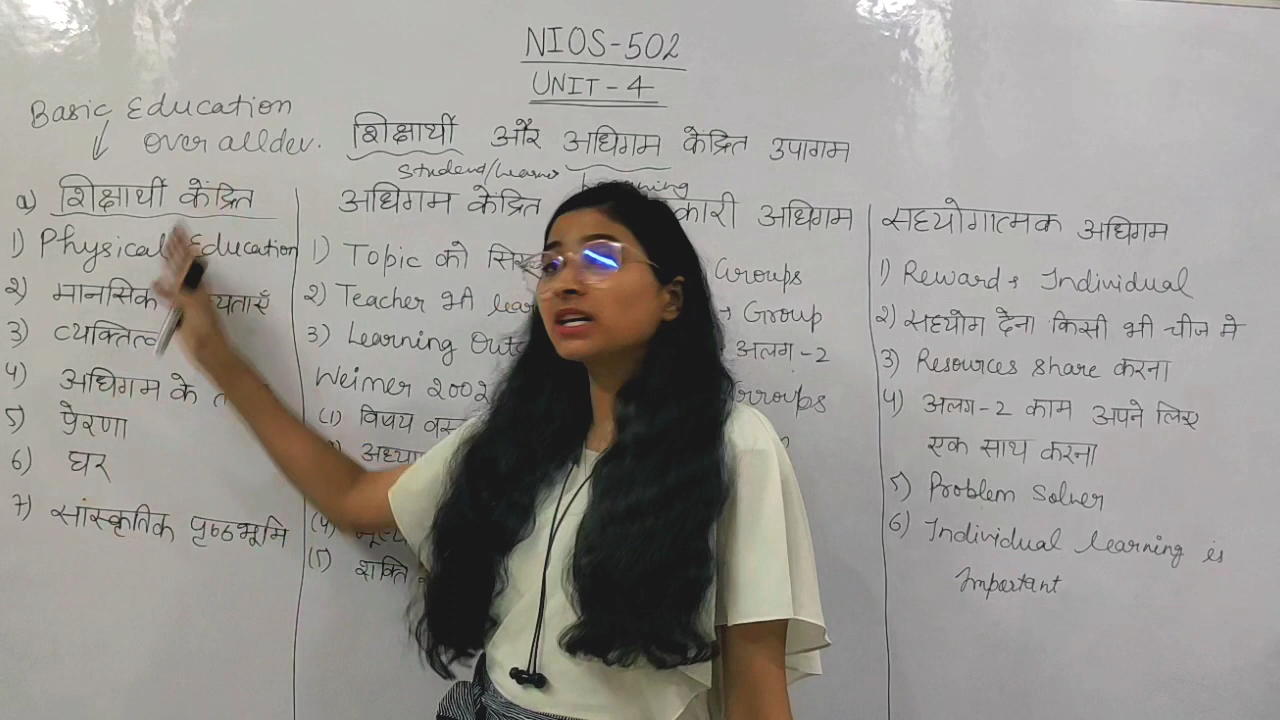 NIOS-502
UNIT-4
Basic Education
over alldev.
शिक्षार्थी और अधिगम केंद्रित उपागम
student/learner
a) शिक्षार्थी केंद्रित
1) Physical Education
2) मानसिक
3)
4) अधिगम के
5) प्रेरणा
6) घर
7) सांस्कृतिक पृष्ठभूमि
अधिगम केंद्रित
1) Topic को
2) Teacher भी
3) Learning
Weimer 2002
(1) विषय
(4)
(5) शक्ति
कारी अधिगम
Groups
→ Group
अलग-2
Groups
सहयोगात्मक अधिगम
1) Reward → Individual
2) सहयोग देना किसी भी चीज मे
3) Resources share करना
4) अलग-2 काम अपने लिए
एक साथ करना
5) Problem Solver
6) Individual learning is
Important